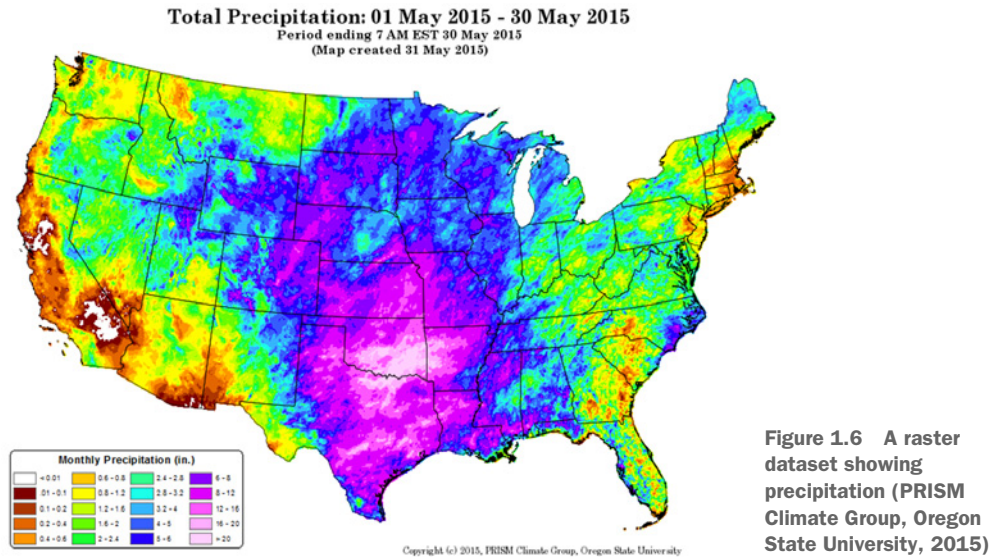 Total Precipitation: 01 May 2015 - 30 May 2015
Period ending 7 AM EST 30 May 2015
(Map created 31 May 2015)
Monthly Precipitation (in.)
< 0.01
.01 - 0.1
0.1 - 0.2
0.2 - 0.4
0.4 - 0.6
0.6 - 0.8
0.8 - 1.2
1.2 - 1.6
1.6 - 2
2 - 2.4
2.4 - 2.8
2.8 - 3.2
3.2 - 4
4 - 5
5 - 6
6 - 8
8 - 12
12 - 16
16 - 20
> 20
Copyright (c) 2015, PRISM Climate Group, Oregon State University
Figure 1.6 A raster
dataset showing
precipitation (PRISM
Climate Group, Oregon
State University, 2015)